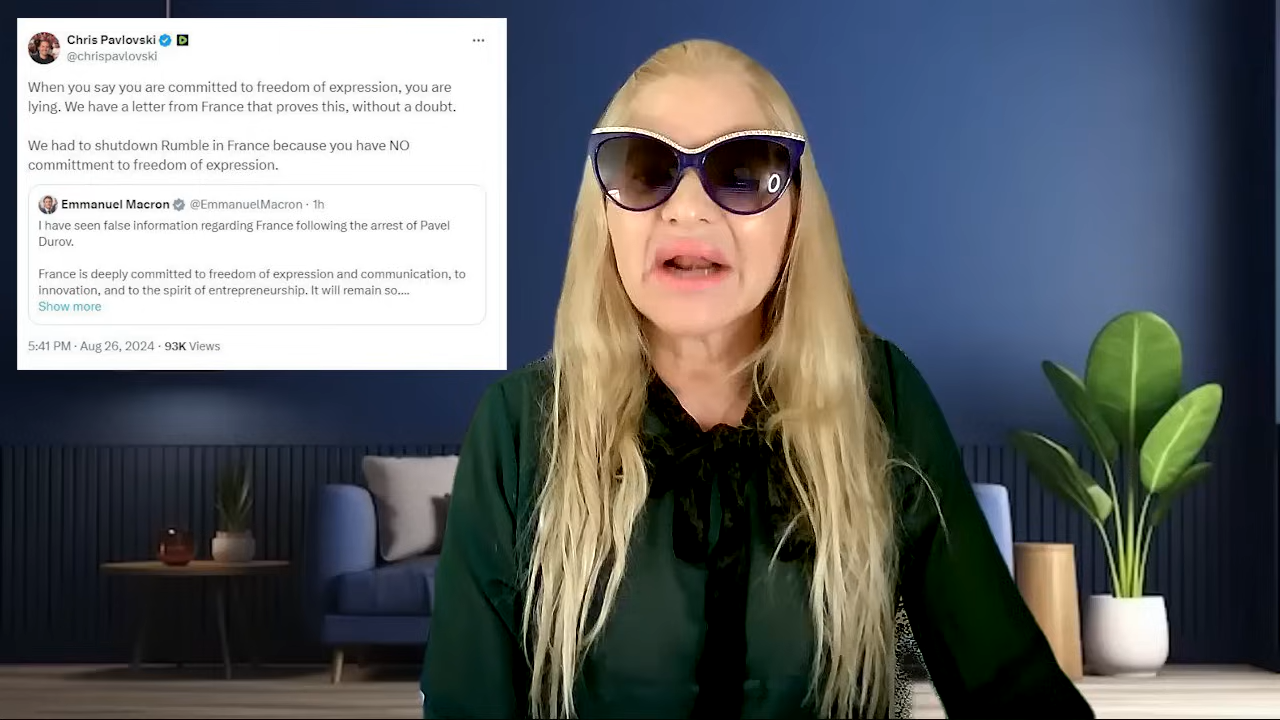 Chris Pavlovski
@chrispavlovski
When you say you are committed to freedom of expression, you are
lying. We have a letter from France that proves this, without a doubt.
We had to shutdown Rumble in France because you have NO
committment to freedom of expression.
Emmanuel Macron @EmmanuelMacron · 1h
I have seen false information regarding France following the arrest of Pavel
Durov.
France is deeply committed to freedom of expression and communication, to
innovation, and to the spirit of entrepreneurship. It will remain so....
Show more
5:41 PM · Aug 26, 2024 · 93K Views